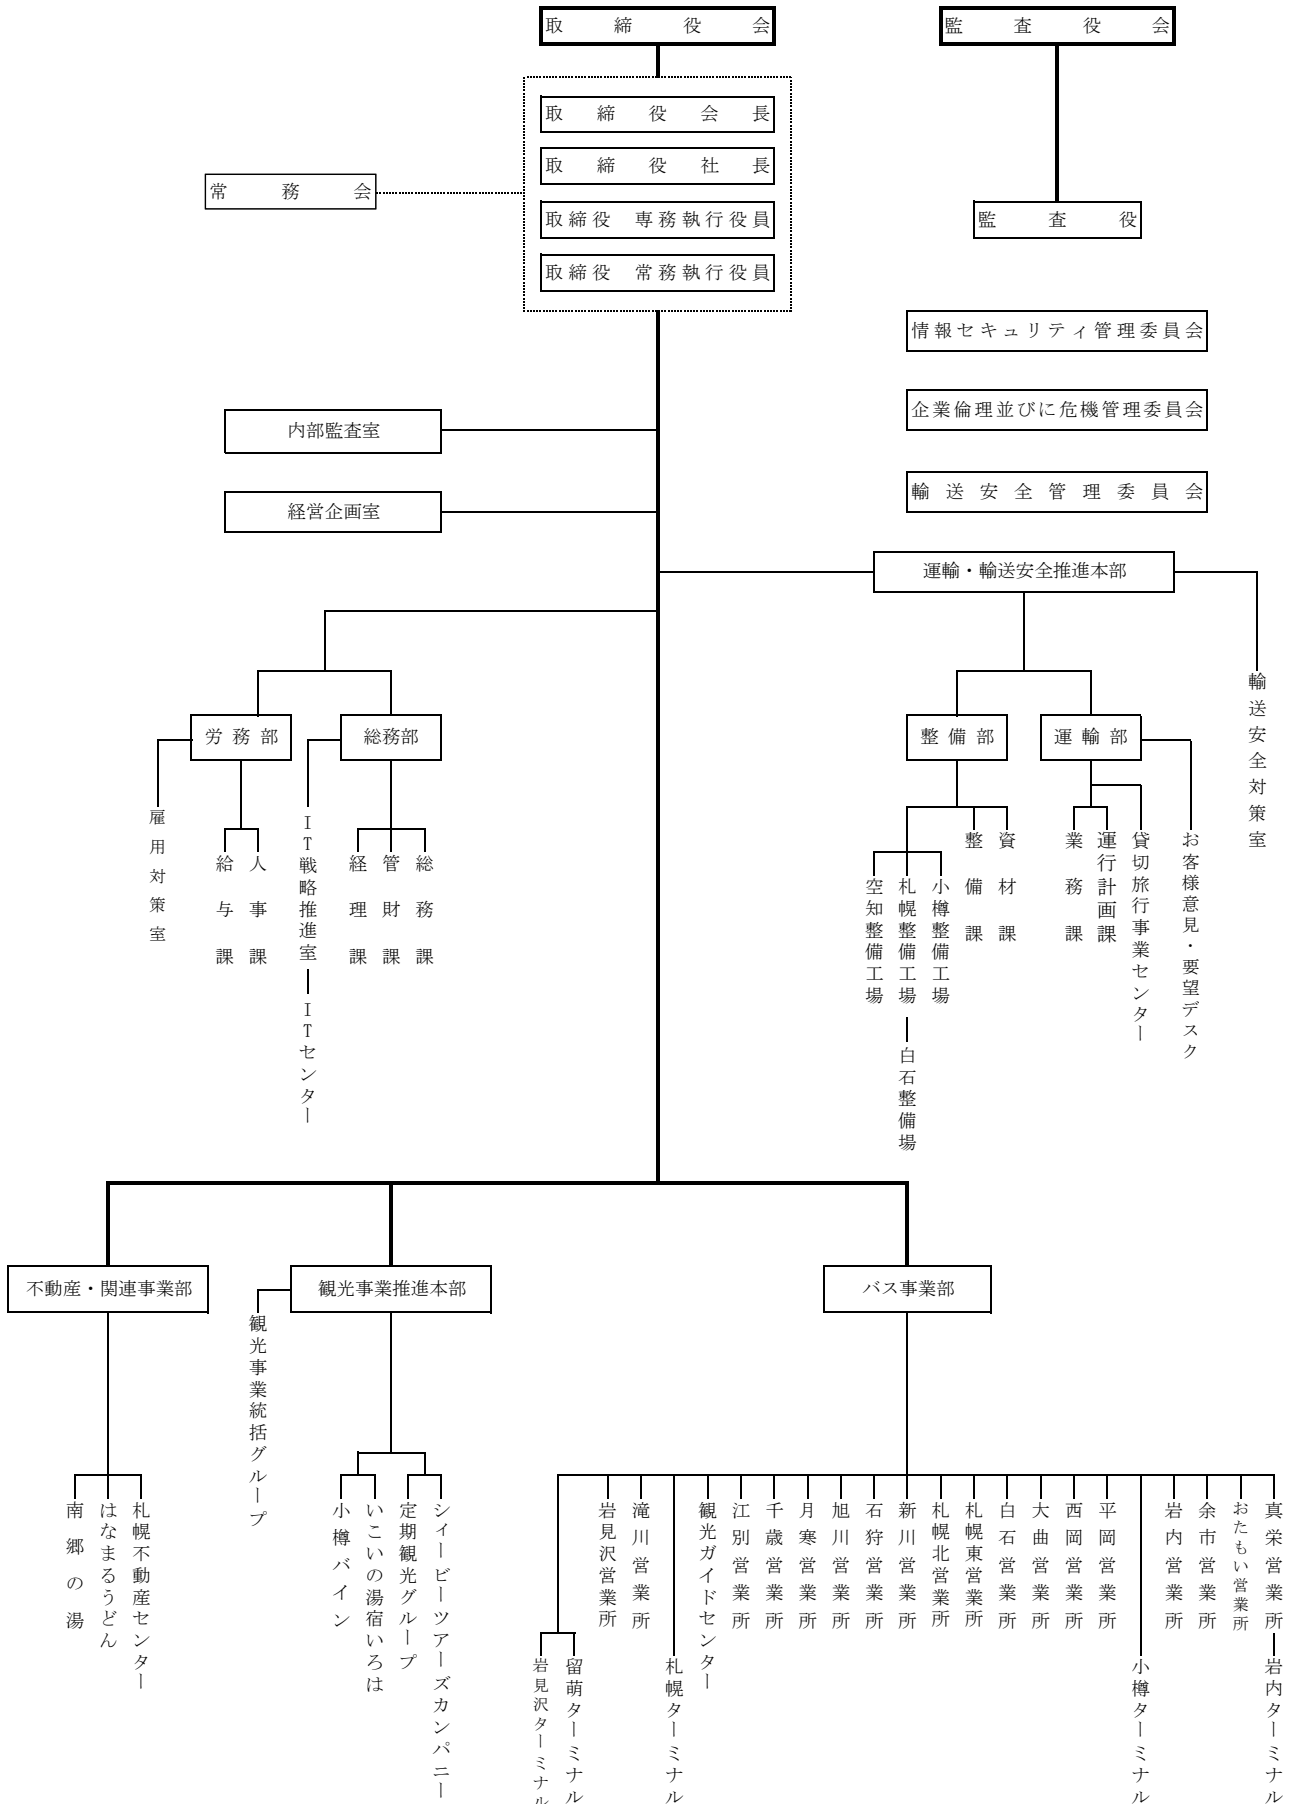 取締役会
監査役会
取締役会長
取締役社長
常務会
取締役 専務執行役員
監査役
取締役 常務執行役員
情報セキュリティ管理委員会
企業倫理並びに危機管理委員会
内部監査室
輸送安全管理委員会
経営企画室
運輸・輸送安全推進本部
輸送安全対策室
労務部
総務部
整備部
運輸部
雇用対策室
給与課
人事課
IT戦略推進室
ITセンター
経理課
管財課
総務課
空知整備工場
札幌整備工場
白石整備場
小樽整備工場
整備課
資材課
業務課
運行計画課
貸切旅行事業センター
お客様意見・要望デスク
不動産・関連事業部
観光事業推進本部
バス事業部
観光事業統括グループ
南郷の湯
はなまるうどん
札幌不動産センター
小樽バイン
いこいの湯宿いろは
定期観光グループ
シィービーツアーズカンパニー
岩見沢ターミナル
留萌ターミナル
岩見沢営業所
滝川営業所
札幌ターミナル
観光ガイドセンター
江別営業所
千歳営業所
月寒営業所
旭川営業所
石狩営業所
新川営業所
札幌北営業所
札幌東営業所
白石営業所
大曲営業所
西岡営業所
平岡営業所
小樽ターミナル
岩内営業所
余市営業所
おたもい営業所
真栄営業所
岩内ターミナル